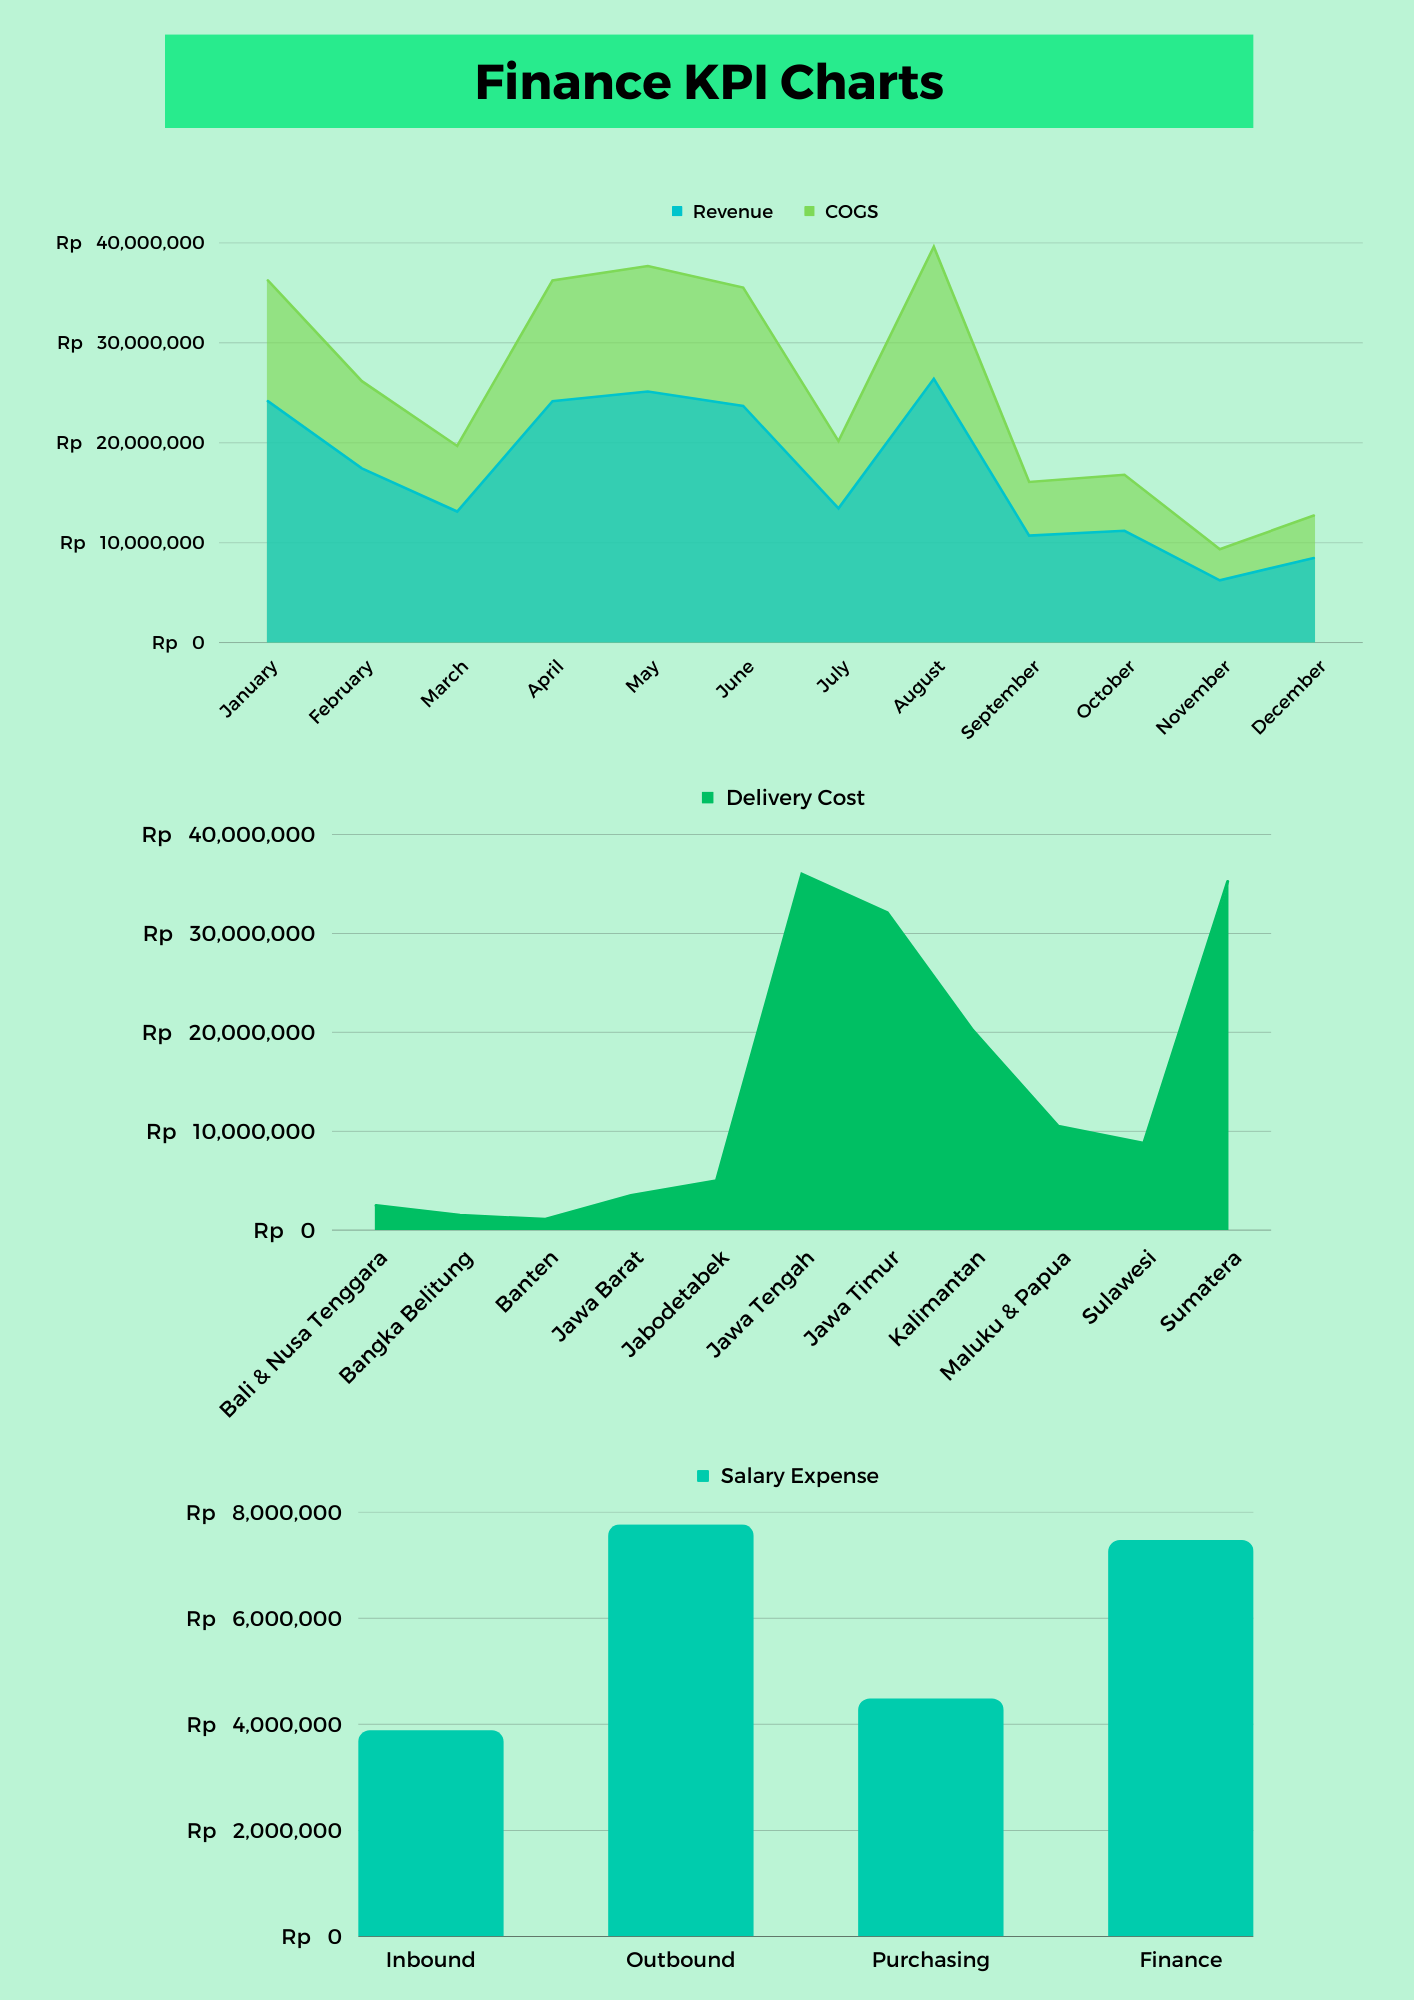 Finance KPI Charts
Revenue COGS
Rp 40,000,000
Rp 30,000,000
Rp 20,000,000
Rp 10,000,000
Rp 0
January February March April May June July August September October November December
Delivery Cost
Rp 40,000,000
Rp 30,000,000
Rp 20,000,000
Rp 10,000,000
Rp 0
Bali & Nusa Tenggara Bangka Belitung Banten Jawa Barat Jabodetabek Jawa Tengah Jawa Timur Kalimantan Maluku & Papua Sulawesi Sumatera
Salary Expense
Rp 8,000,000
Rp 6,000,000
Rp 4,000,000
Rp 2,000,000
Rp 0
Inbound Outbound Purchasing Finance